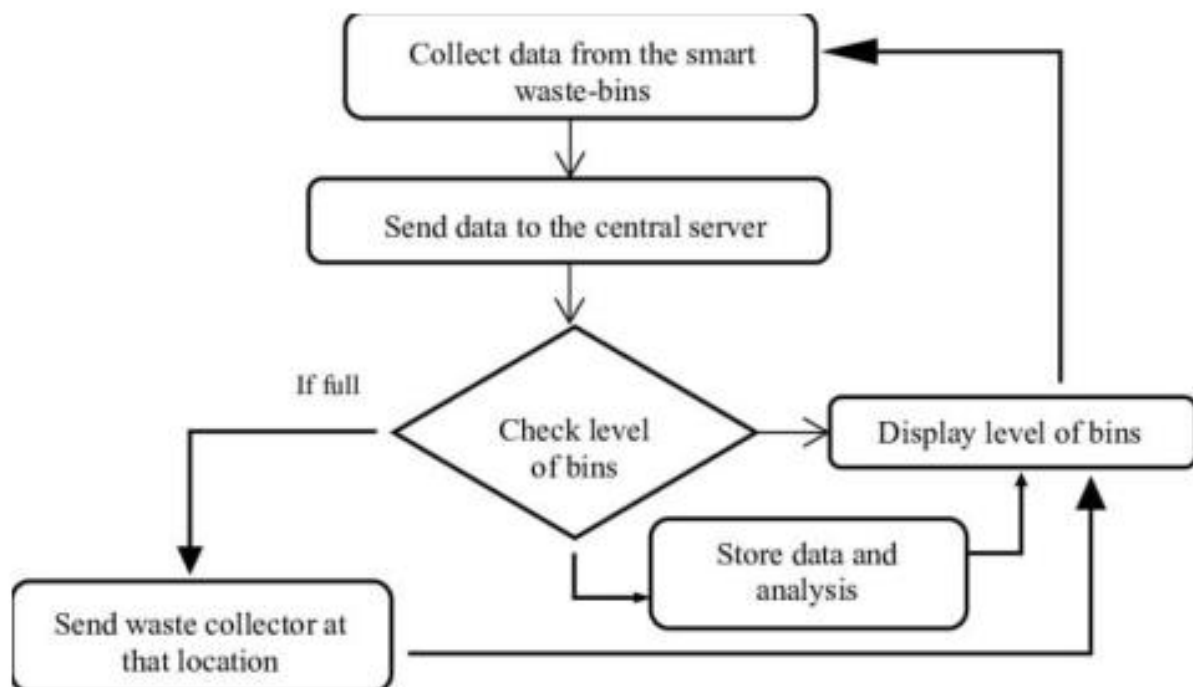 Collect data from the smart
waste-bins
Send data to the central server
If full
Check level
of bins
Display level of bins
Store data and
analysis
Send waste collector at
that location